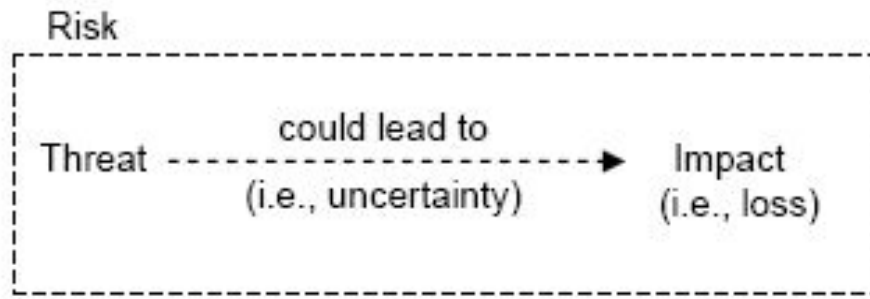 Risk
could lead to
Threat
Impact
(i.e., uncertainty)
(i.e., loss)